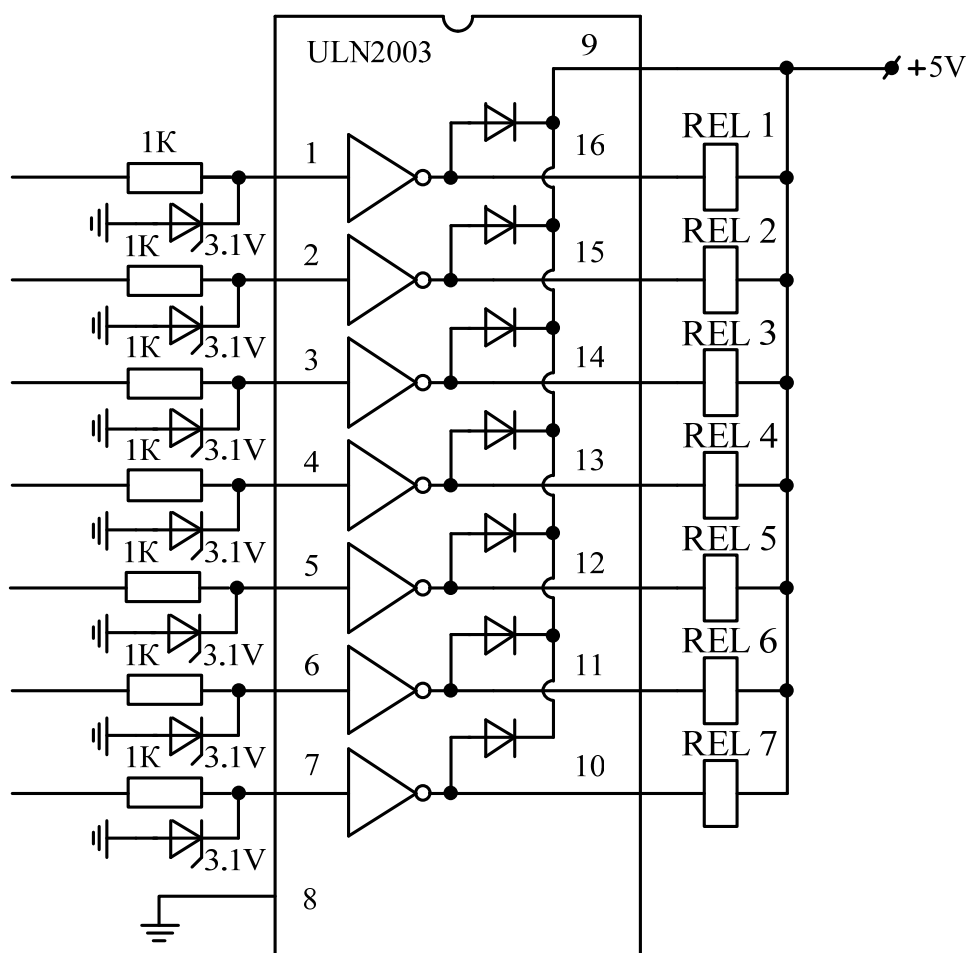 ULN2003
9
+5V
1K
1
16
REL 1
3.1V
1K
2
15
REL 2
3.1V
1K
3
14
REL 3
3.1V
1K
4
13
REL 4
3.1V
1K
5
12
REL 5
3.1V
1K
6
11
REL 6
3.1V
1K
7
10
REL 7
3.1V
8